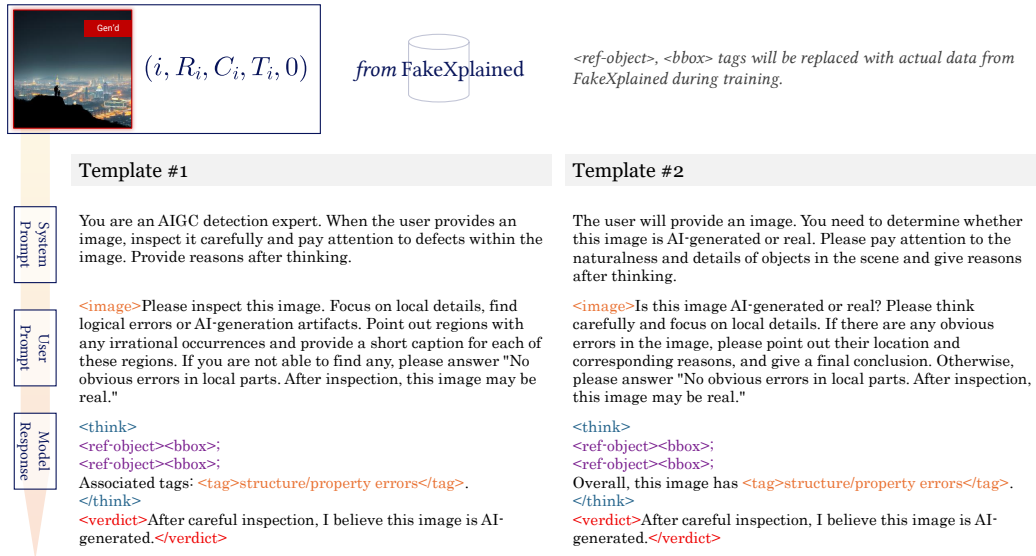 Gen'd
(i, R_i, C_i, T_i, 0)
from FakeXplained
<ref-object>, <bbox> tags will be replaced with actual data from
FakeXplained during training.
Template #1
Template #2
System
Prompt
You are an AIGC detection expert. When the user provides an
image, inspect it carefully and pay attention to defects within the
image. Provide reasons after thinking.
The user will provide an image. You need to determine whether
this image is AI-generated or real. Please pay attention to the
naturalness and details of objects in the scene and give reasons
after thinking.
User
Prompt
<image>Please inspect this image. Focus on local details, find
logical errors or AI-generation artifacts. Point out regions with
any irrational occurrences and provide a short caption for each of
these regions. If you are not able to find any, please answer "No
obvious errors in local parts. After inspection, this image may be
real."
<image>Is this image AI-generated or real? Please think
carefully and focus on local details. If there are any obvious
errors in the image, please point out their location and
corresponding reasons, and give a final conclusion. Otherwise,
please answer "No obvious errors in local parts. After inspection,
this image may be real."
Model
Response
<think>
<ref-object><bbox>;
<ref-object><bbox>;
Associated tags: <tag>structure/property errors</tag>.
</think>
<verdict>After careful inspection, I believe this image is AI-
generated.</verdict>
<think>
<ref-object><bbox>;
<ref-object><bbox>;
Overall, this image has <tag>structure/property errors</tag>.
</think>
<verdict>After careful inspection, I believe this image is AI-
generated.</verdict>